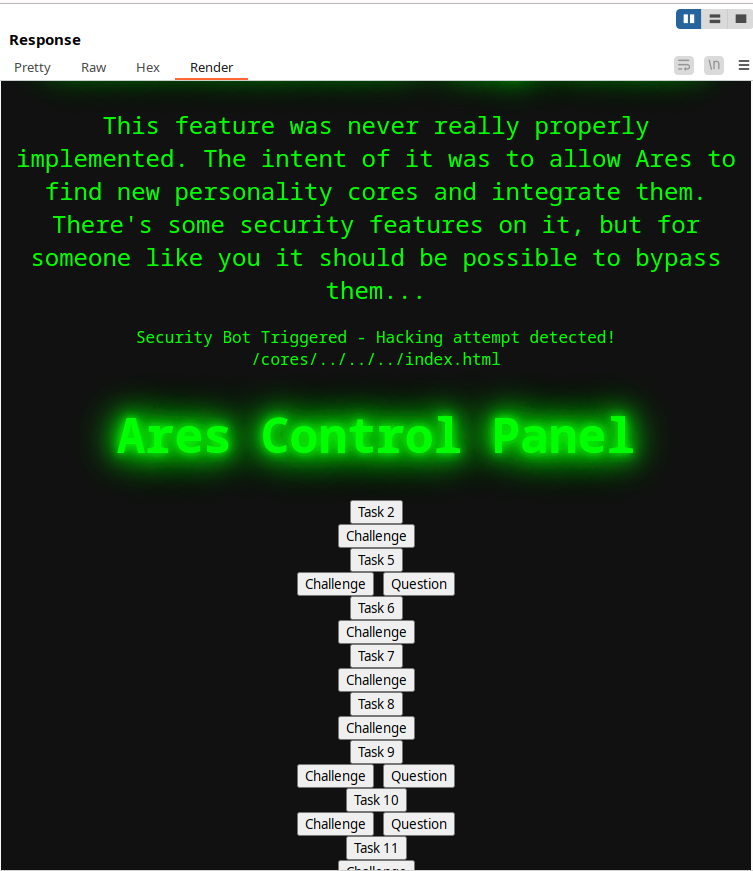 Response
Pretty Raw Hex Render
\n
This feature was never really properly
implemented. The intent of it was to allow Ares to
find new personality cores and integrate them.
There's some security features on it, but for
someone like you it should be possible to bypass
them...
Security Bot Triggered - Hacking attempt detected!
/cores/../../../index.html
Ares Control Panel
Task 2
Challenge
Task 5
Challenge Question
Task 6
Challenge
Task 7
Challenge
Task 8
Challenge
Task 9
Challenge Question
Task 10
Challenge Question
Task 11